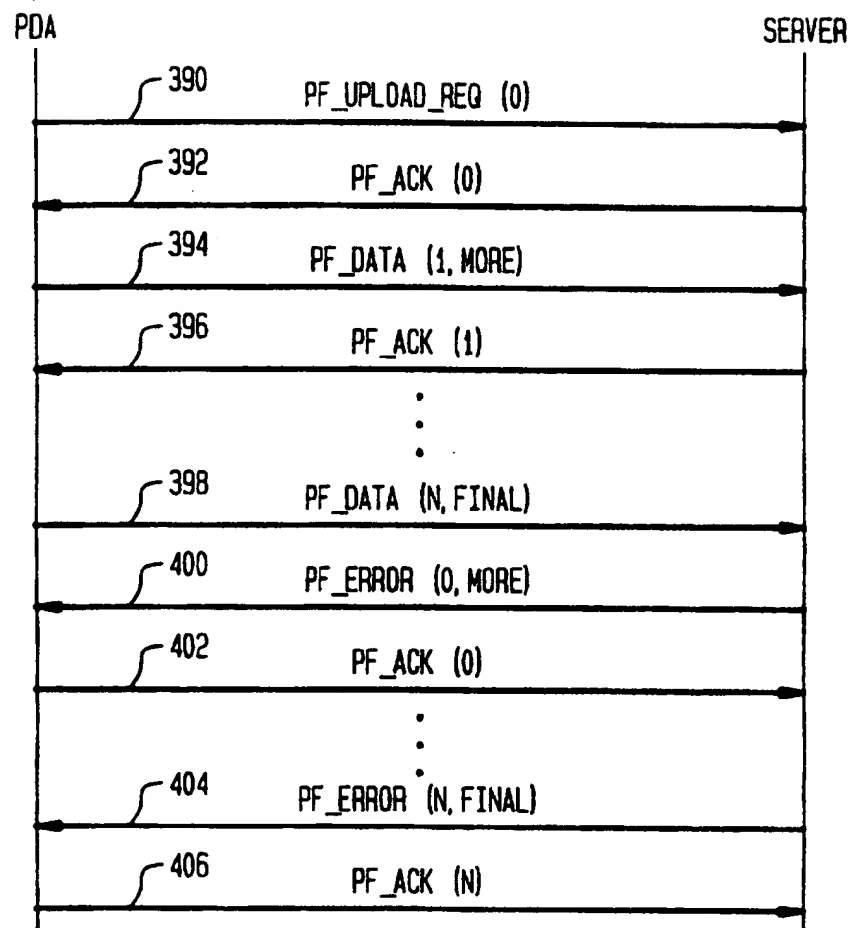 PDA SERVER
390 PF_UPLOAD_REQ (0)
392 PF_ACK (0)
394 PF_DATA (1, MORE)
396 PF_ACK (1)
398 PF_DATA (N, FINAL)
400 PF_ERROR (0, MORE)
402 PF_ACK (0)
404 PF_ERROR (N, FINAL)
406 PF_ACK (N)